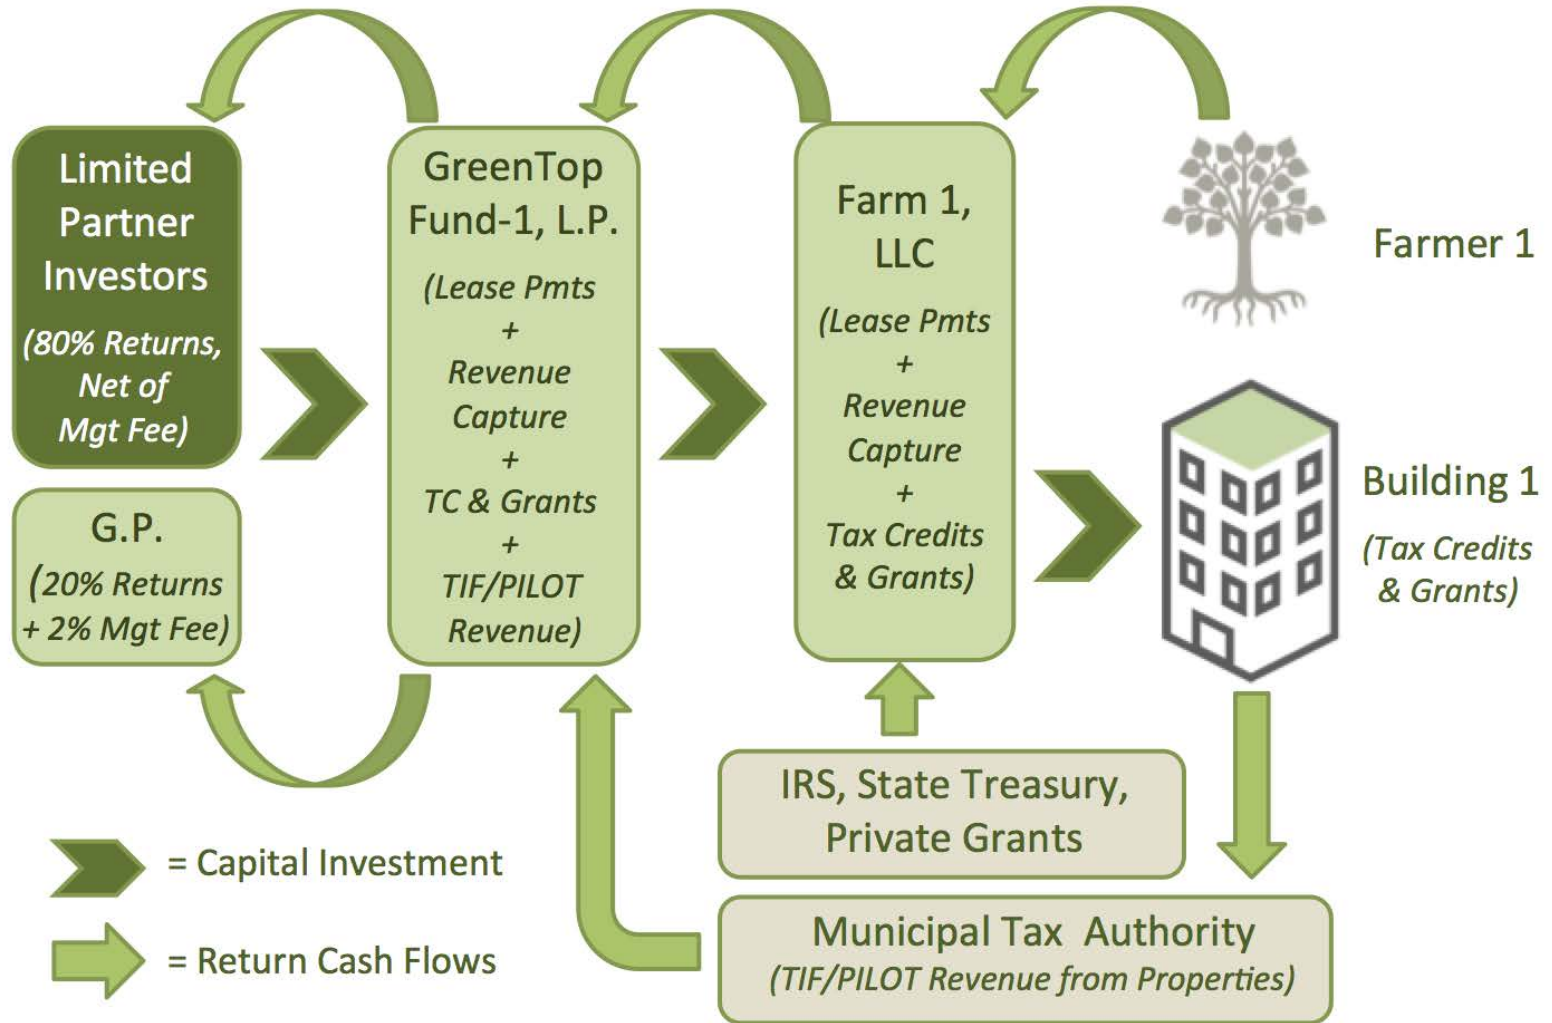 Limited
Partner
Investors
(80% Returns,
Net of
Mgt Fee)
G.P.
(20% Returns
+ 2% Mgt Fee)
GreenTop
Fund-1, L.P.
(Lease Pmts
+
Revenue
Capture
+
TC & Grants
+
TIF/PILOT
Revenue)
Farm 1,
LLC
(Lease Pmts
+
Revenue
Capture
+
Tax Credits
& Grants)
Farmer 1
Building 1
(Tax Credits
& Grants)
IRS, State Treasury,
Private Grants
Municipal Tax Authority
(TIF/PILOT Revenue from Properties)
= Capital Investment
= Return Cash Flows